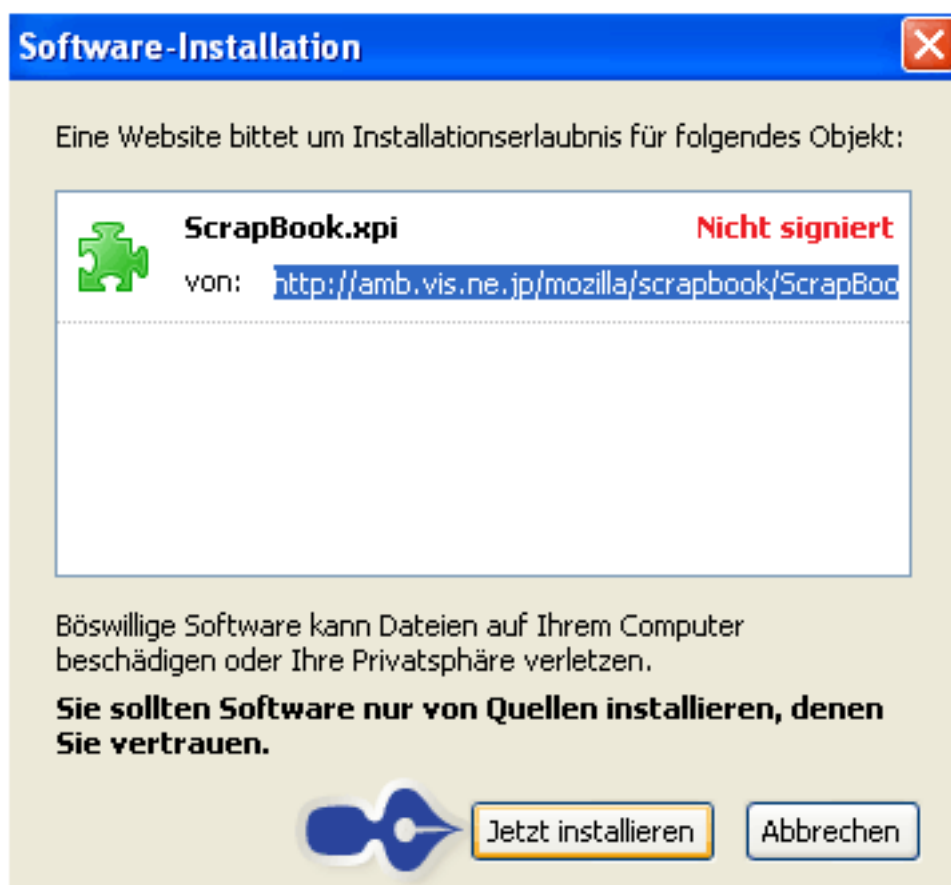 Software-Installation
Eine Website bittet um Installationserlaubnis für folgendes Objekt:
ScrapBook.xpi Nicht signiert
von: http://amb.vis.ne.jp/mozilla/scrapbook/ScrapBoo
Böswillige Software kann Dateien auf Ihrem Computer
beschädigen oder Ihre Privatsphäre verletzen.
Sie sollten Software nur von Quellen installieren, denen
Sie vertrauen.
Jetzt installieren Abbrechen